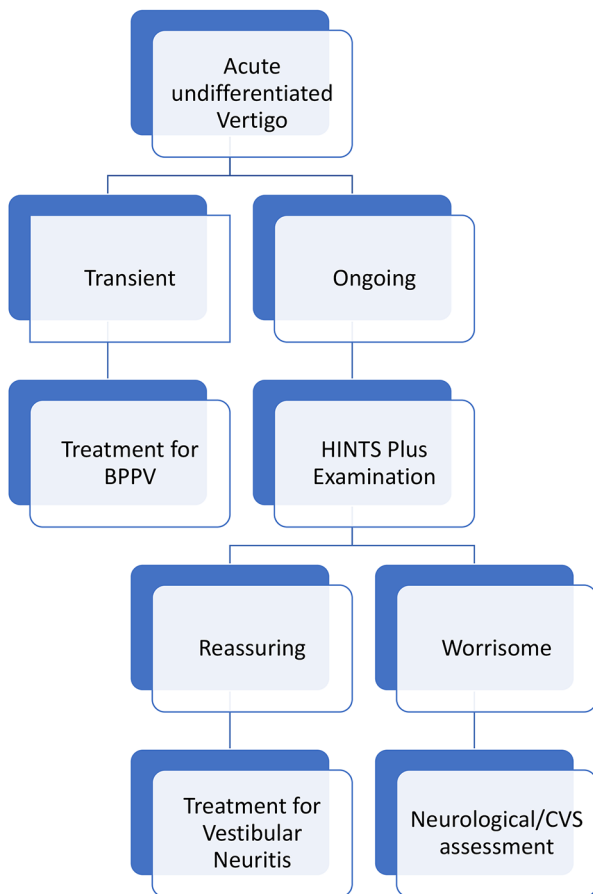 Acute
undifferentiated
Vertigo
Transient
Ongoing
Treatment for
BPPV
HINTS Plus
Examination
Reassuring
Worrisome
Treatment for
Vestibular
Neuritis
Neurological/CVS
assessment